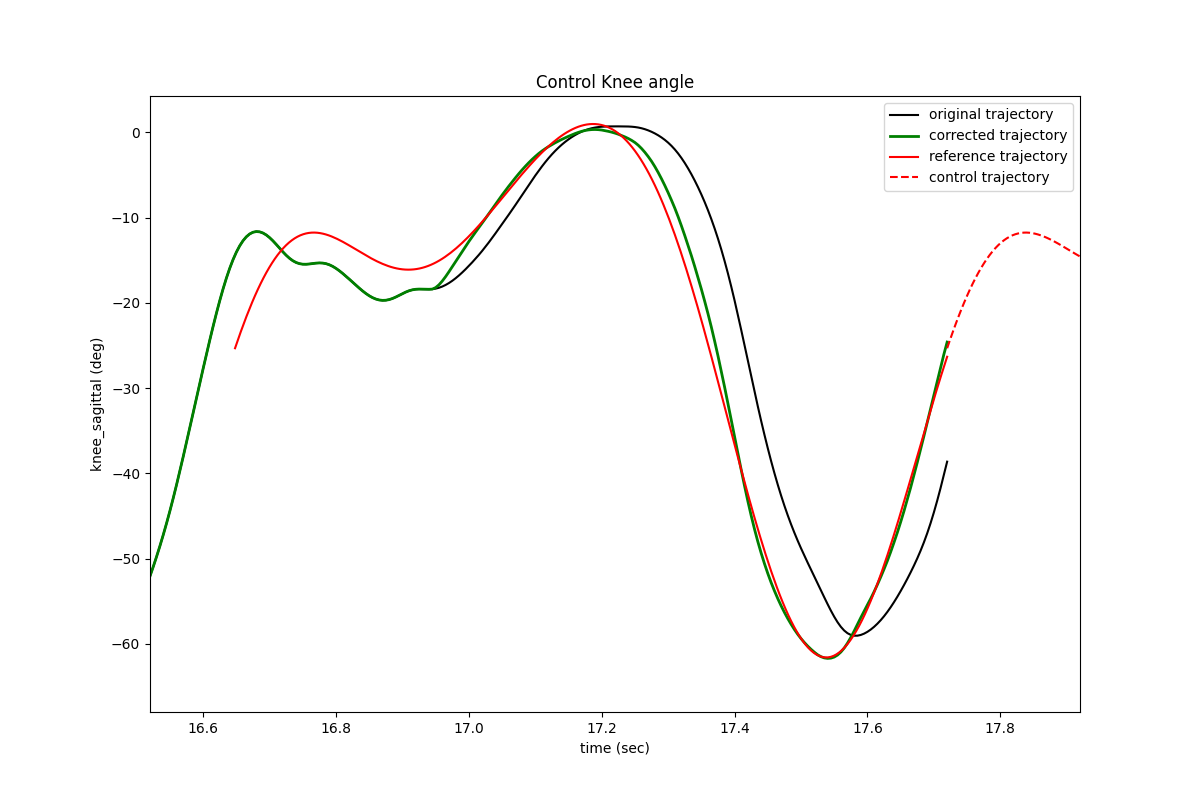 Control Knee angle
original trajectory
corrected trajectory
reference trajectory
control trajectory
knee_sagittal (deg)
0
−10
−20
−30
−40
−50
−60
16.6 16.8 17.0 17.2 17.4 17.6 17.8
time (sec)